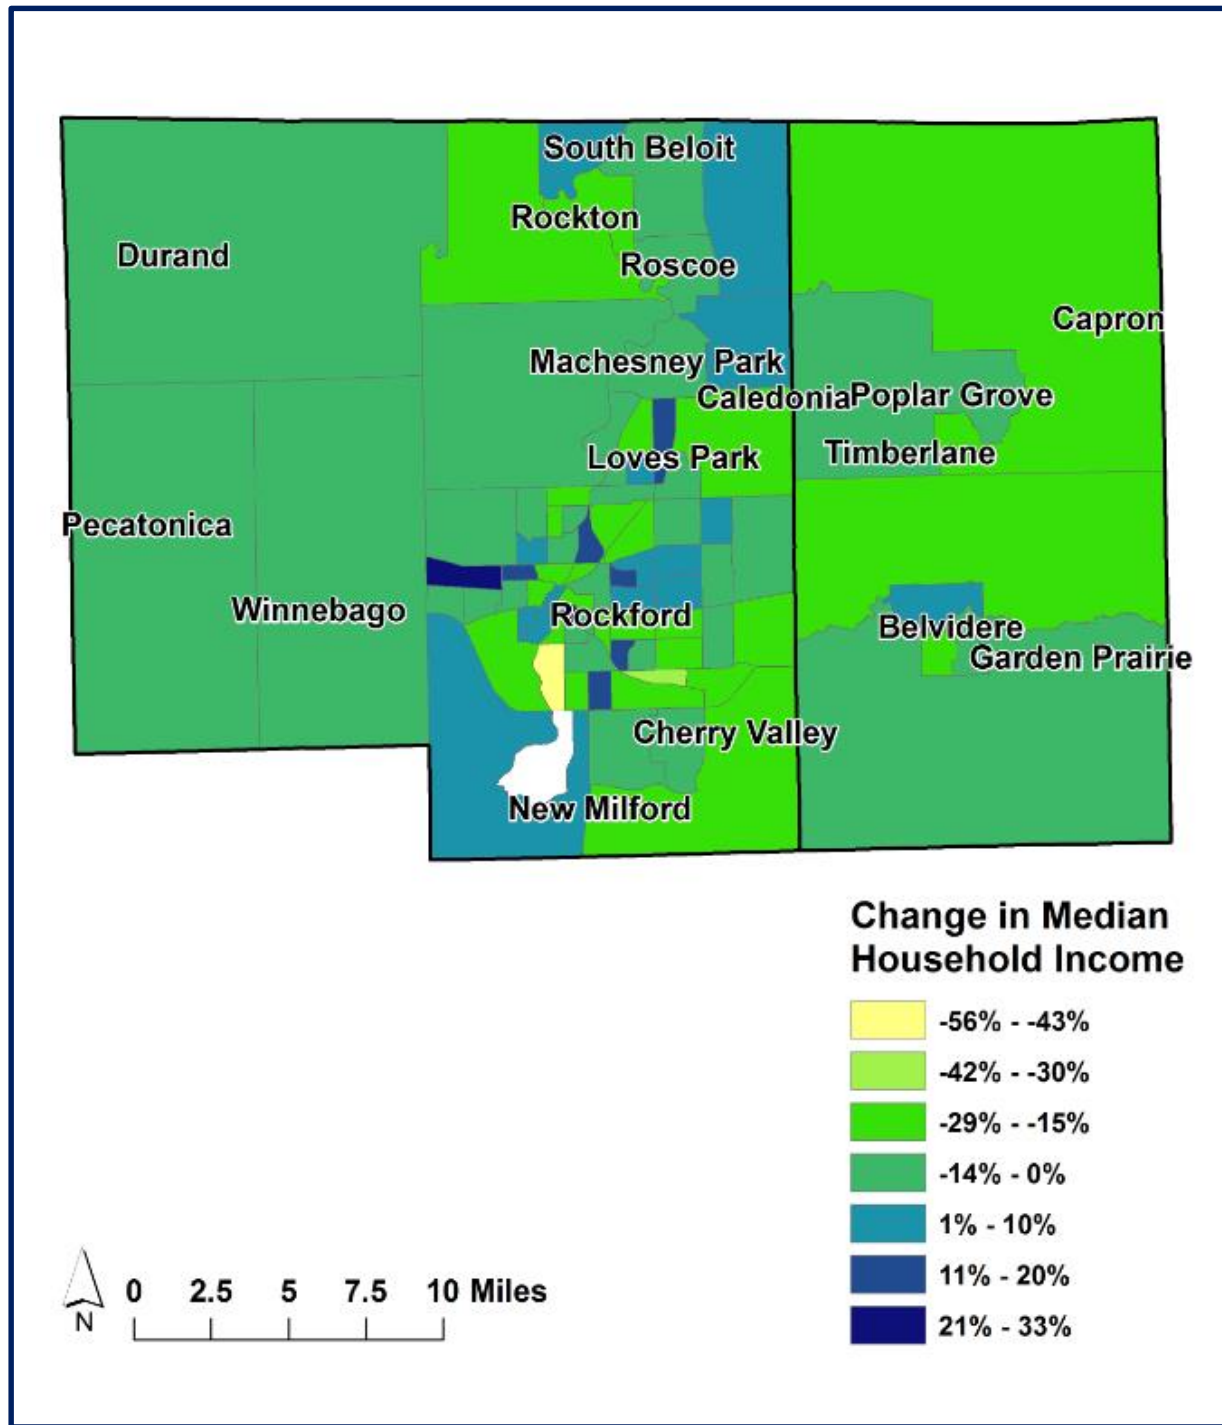 South Beloit
Rockton
Durand
Roscoe
Capron
Machesney Park
Caledonia
Poplar Grove
Loves Park
Timberlane
Pecatonica
Winnebago
Rockford
Belvidere
Garden Prairie
Cherry Valley
New Milford
Change in Median
Household Income
-56% - -43%
-42% - -30%
-29% - -15%
-14% - 0%
1% - 10%
11% - 20%
21% - 33%
N
0 2.5 5 7.5 10 Miles